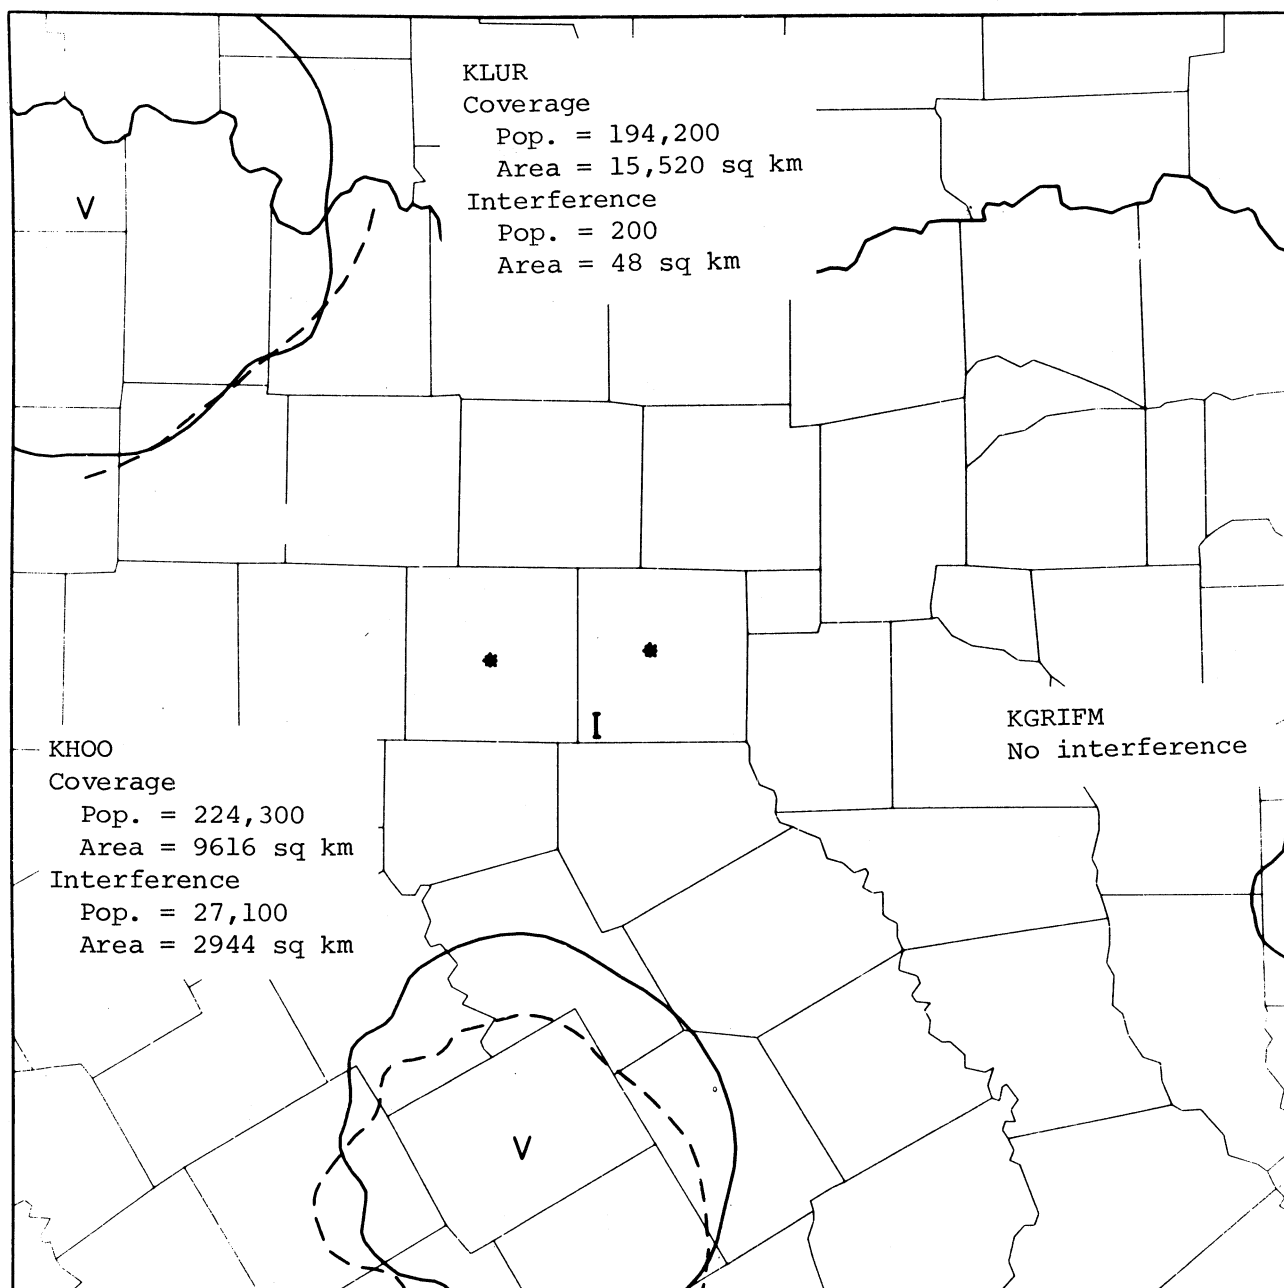 KLUR
Coverage
Pop. = 194,200
Area = 15,520 sq km
Interference
Pop. = 200
Area = 48 sq km
V
*
*
I
KGRIFM
No interference
KHOO
Coverage
Pop. = 224,300
Area = 9616 sq km
Interference
Pop. = 27,100
Area = 2944 sq km
V